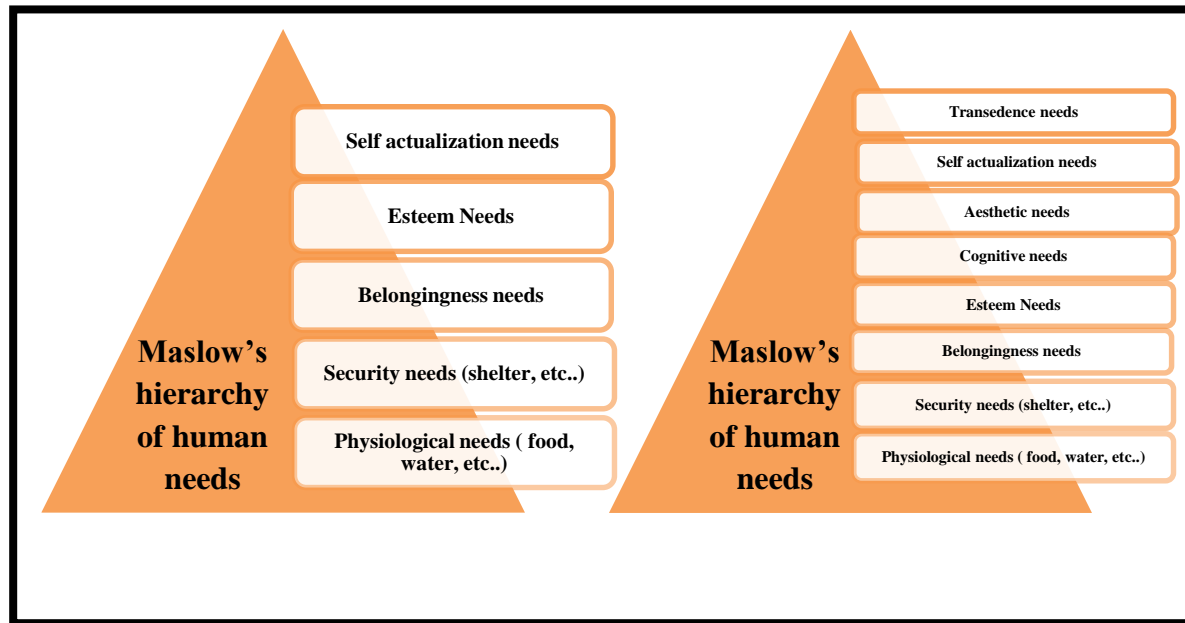 Self actualization needs
Esteem Needs
Belongingness needs
Security needs (shelter, etc..)
Physiological needs ( food,
water, etc..)
Maslow’s
hierarchy
of human
needs
Transedence needs
Self actualization needs
Aesthetic needs
Cognitive needs
Esteem Needs
Belongingness needs
Security needs (shelter, etc..)
Physiological needs ( food, water, etc..)
Maslow’s
hierarchy
of human
needs